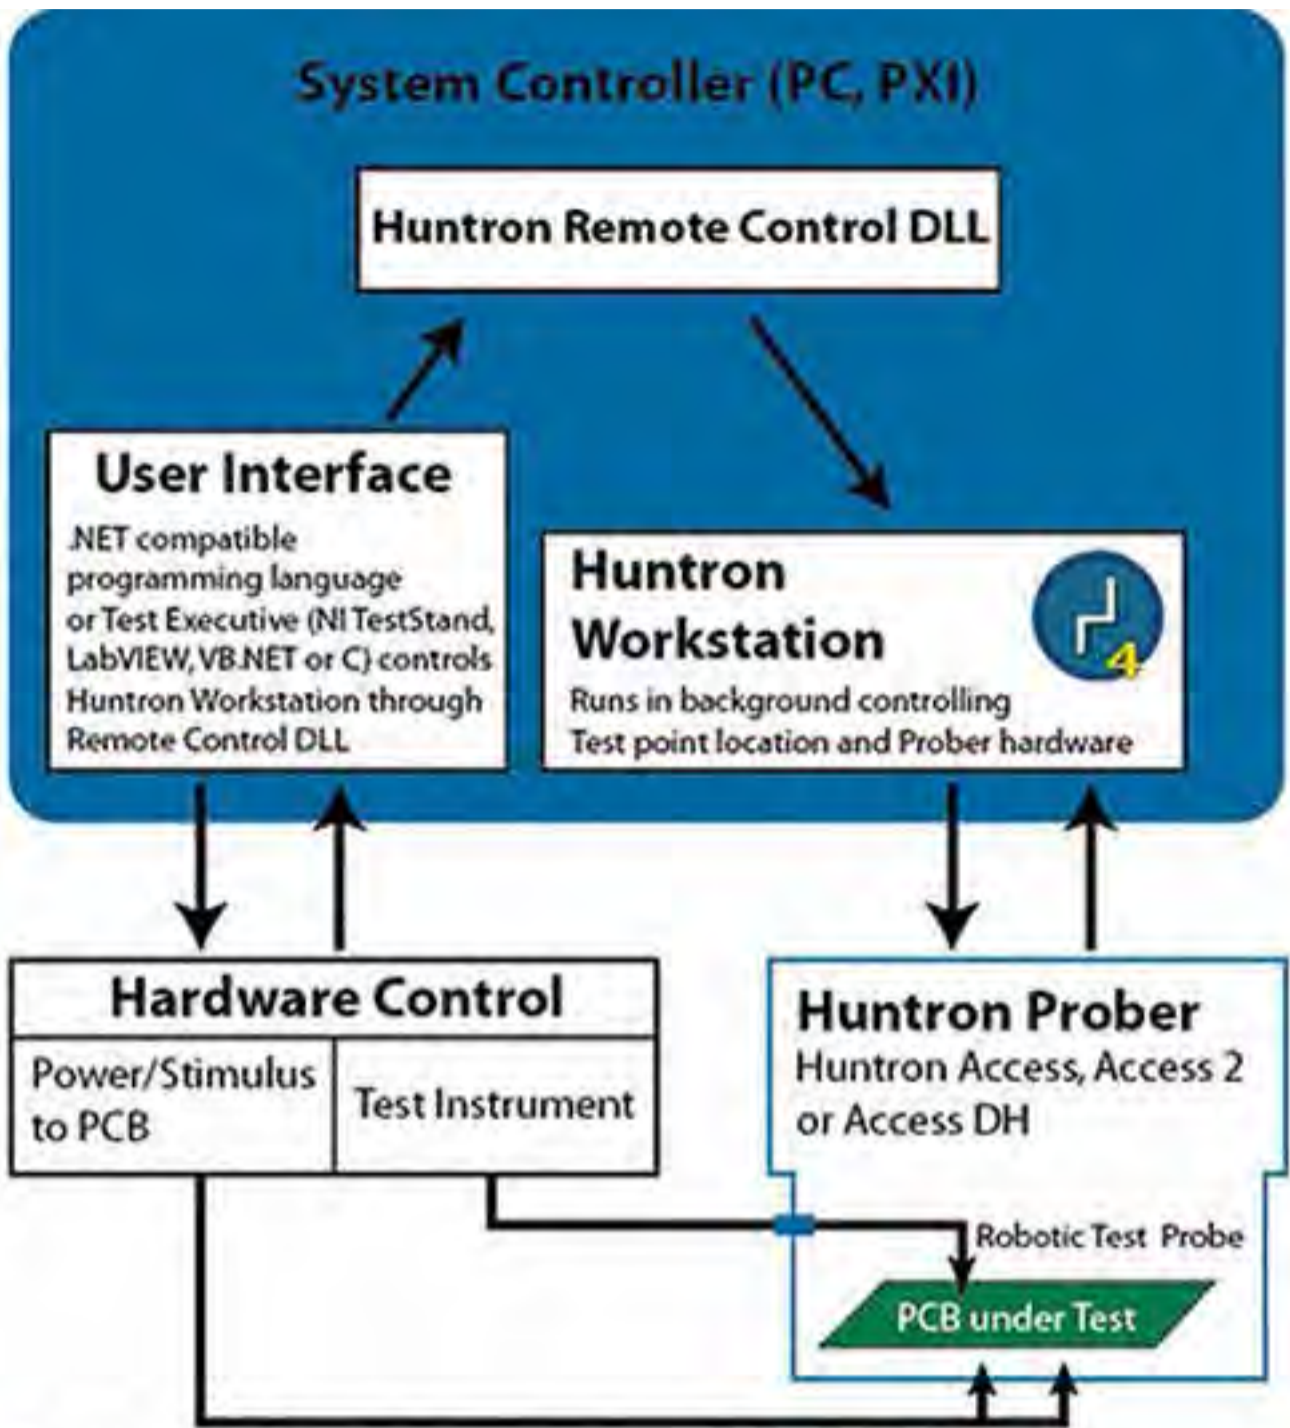 System Controller (PC, PXI)
Huntron Remote Control DLL
User Interface
.NET compatible
programming language
or Test Executive (NI TestStand,
LabVIEW, VB.NET or C) controls
Huntron Workstation through
Remote Control DLL
Huntron
Workstation
4
Runs in background controlling
Test point location and Prober hardware
Hardware Control
Power/Stimulus
to PCB
Test Instrument
Huntron Prober
Huntron Access, Access 2
or Access DH
Robotic Test Probe
PCB under Test